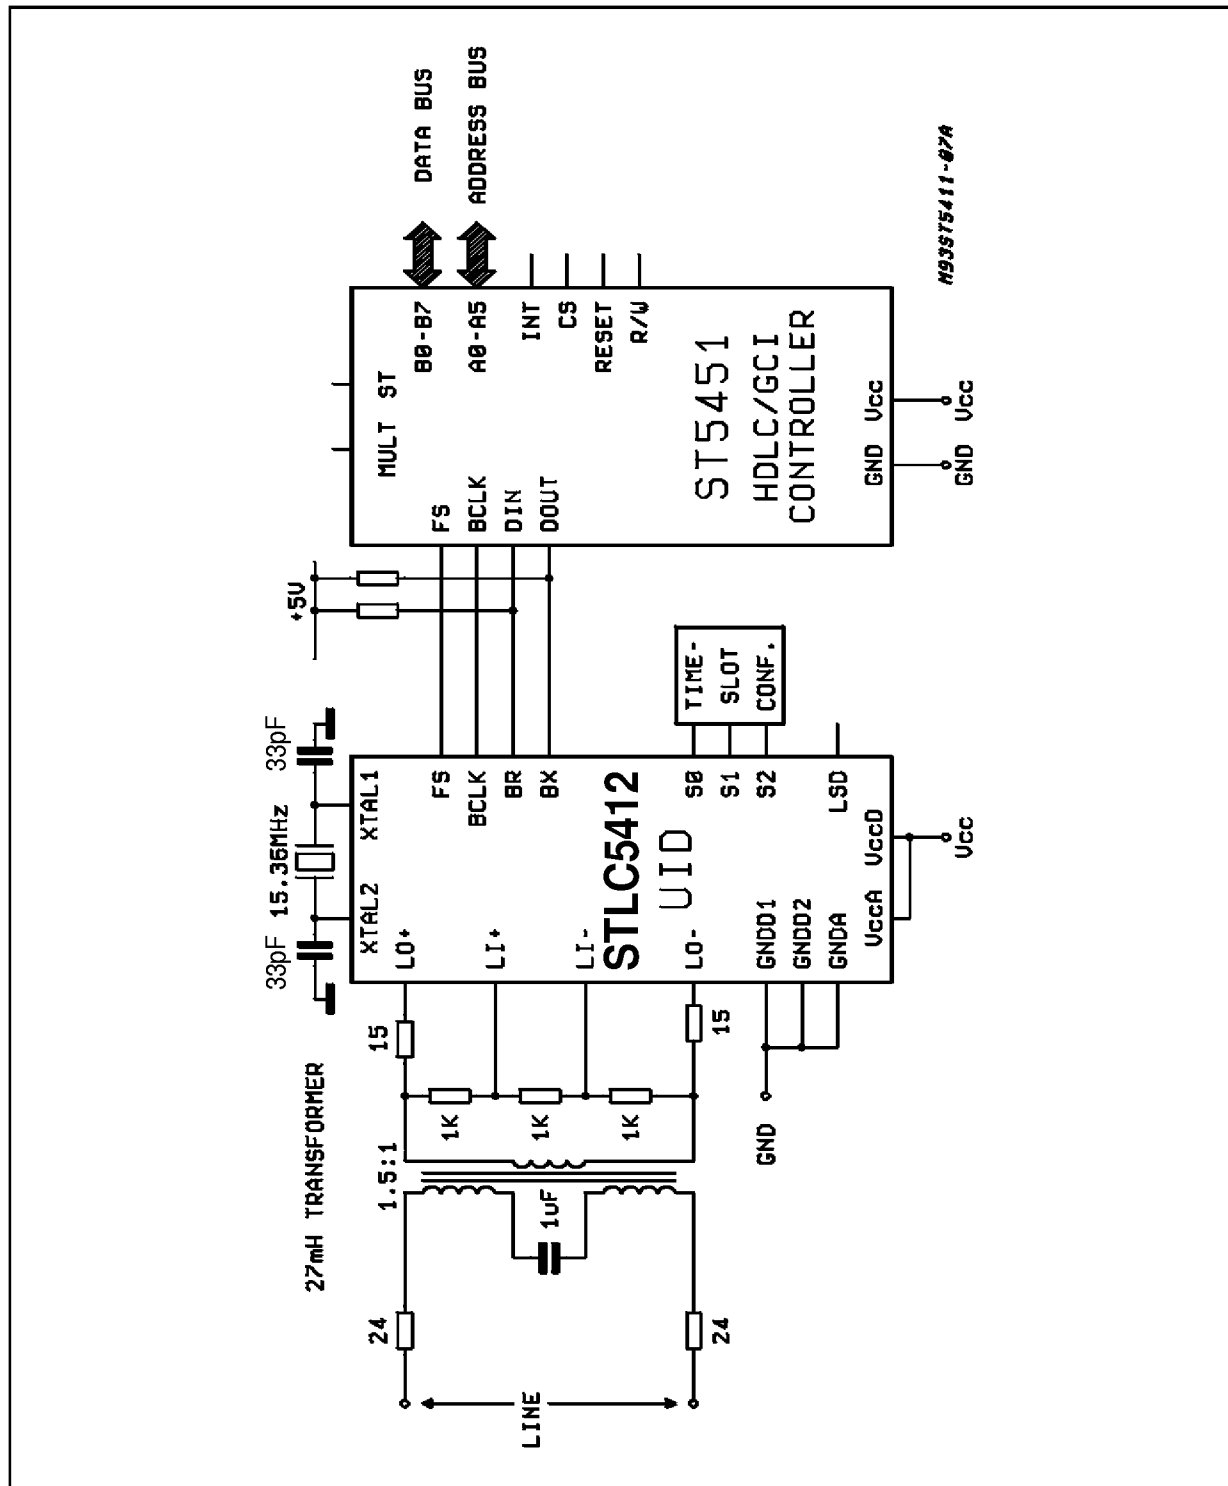 27mH TRANSFORMER
1.5:1
24
24
LINE
1uF
1K
1K
1K
15
15
GND
33pF
15.36MHz
33pF
XTAL2
XTAL1
LO+
LI+
LI-
LO-
GNDD1
GNDD2
GNDA
VccA
VccD
Vcc
STLC5412
UID
FS
BCLK
BR
BX
S0
S1
S2
LSD
TIME-
SLOT
CONF.
+5V
FS
BCLK
DIN
DOUT
MULT
ST
B0-B7
A0-A5
INT
CS
RESET
R/W
ST5451
HDLC/GCI
CONTROLLER
GND
Vcc
GND
Vcc
DATA BUS
ADDRESS BUS
M93ST5411-07A